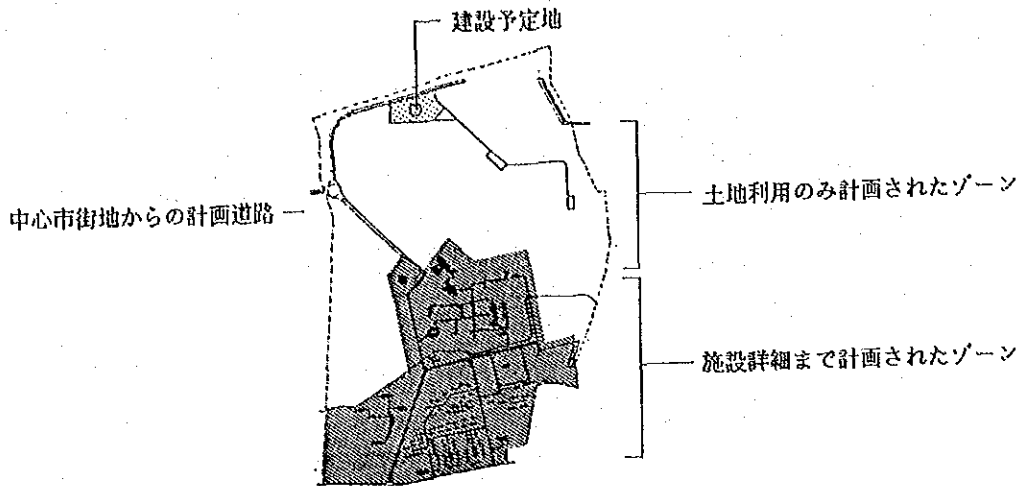 建設予定地
土地利用のみ計画されたゾーン
中心市街地からの計画道路
施設詳細まで計画されたゾーン